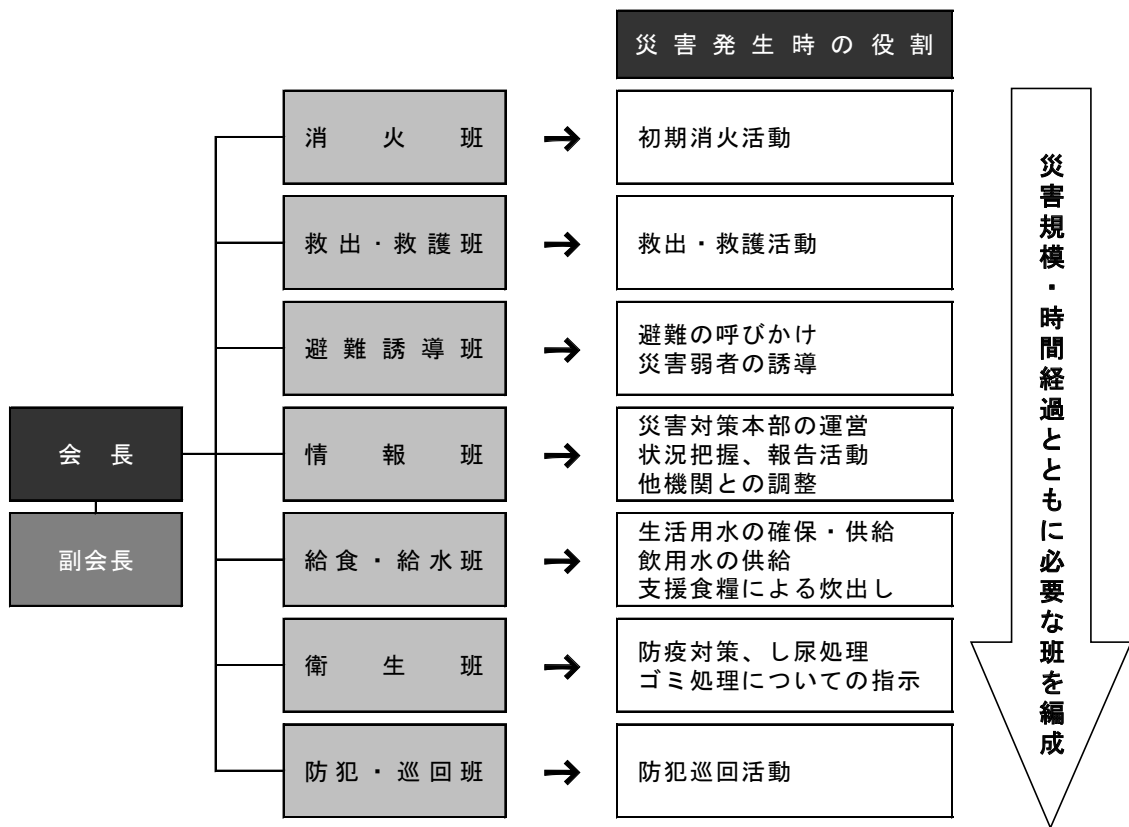 災害発生時の役割
消火班
初期消火活動
救出・救護班
救出・救護活動
避難誘導班
避難の呼びかけ
災害弱者の誘導
会長
情報班
災害対策本部の運営
状況把握、報告活動
他機関との調整
副会長
給食・給水班
生活用水の確保・供給
飲用水の供給
支援食糧による炊出し
衛生班
防疫対策、し尿処理
ゴミ処理についての指示
防犯・巡回班
防犯巡回活動
災害規模・時間経過とともに必要な班を編成